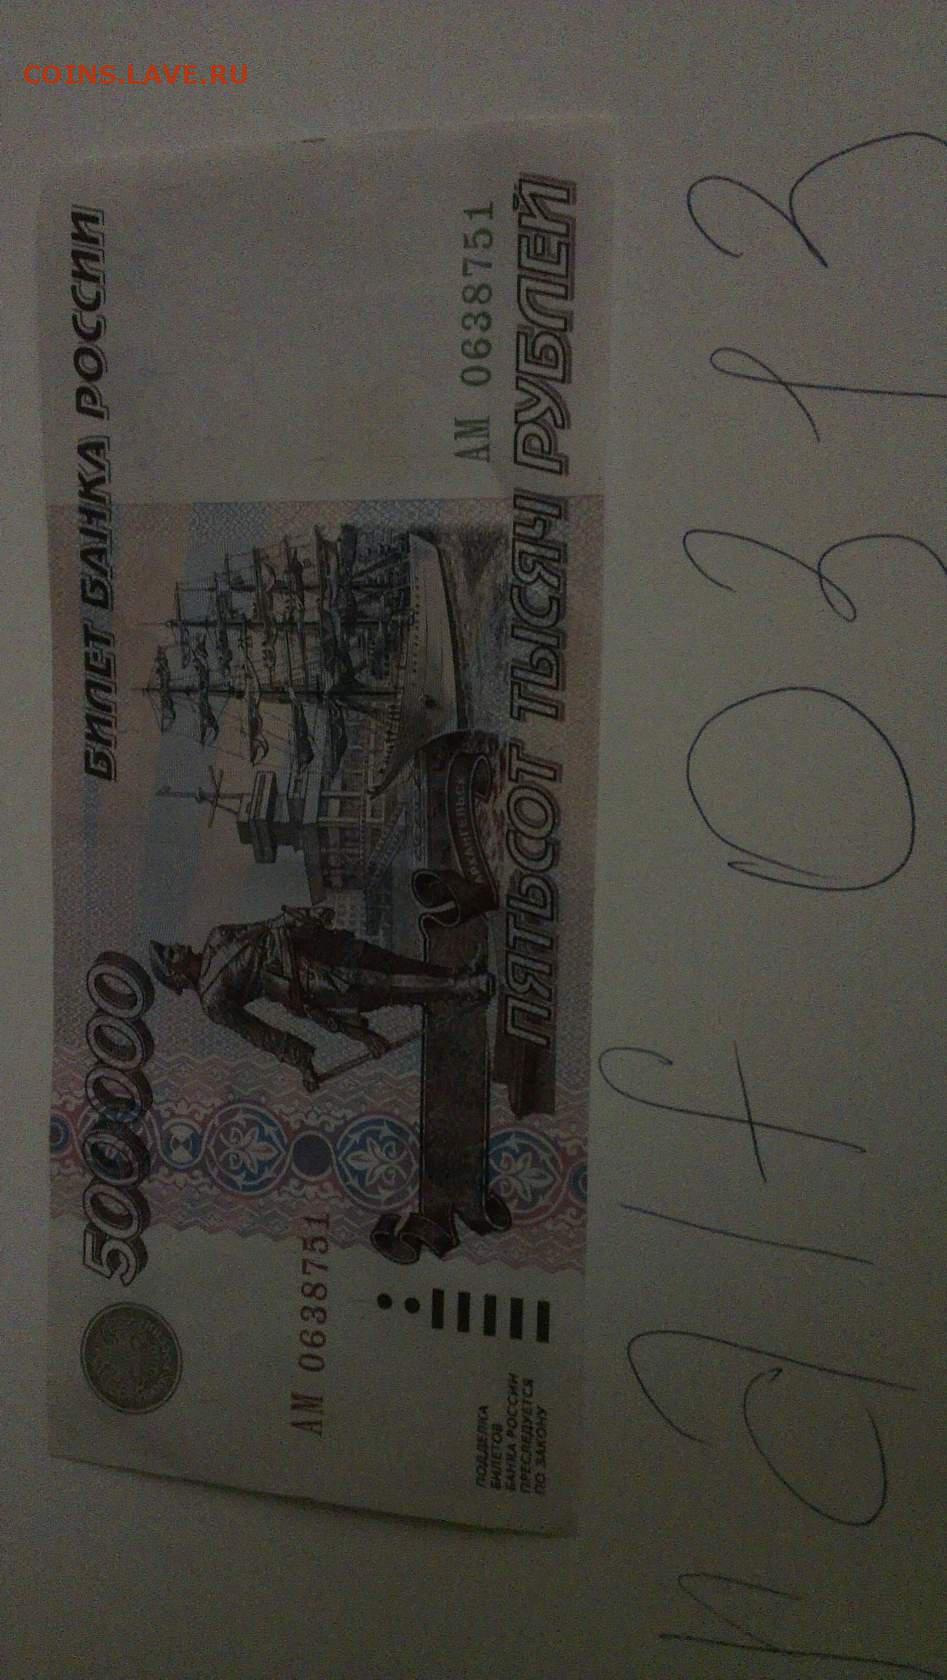 COINS.LAVE.RU
БИЛЕТ БАНКА РОССИИ
500000
АМ 0638751
АМ 0638751
АРХАНГЕЛЬСК
ПЯТЬСОТ ТЫСЯЧ РУБЛЕЙ
ПОДДЕЛКА
БИЛЕТОВ
БАНКА РОССИИ
ПРЕСЛЕДУЕТСЯ
ПО ЗАКОНУ